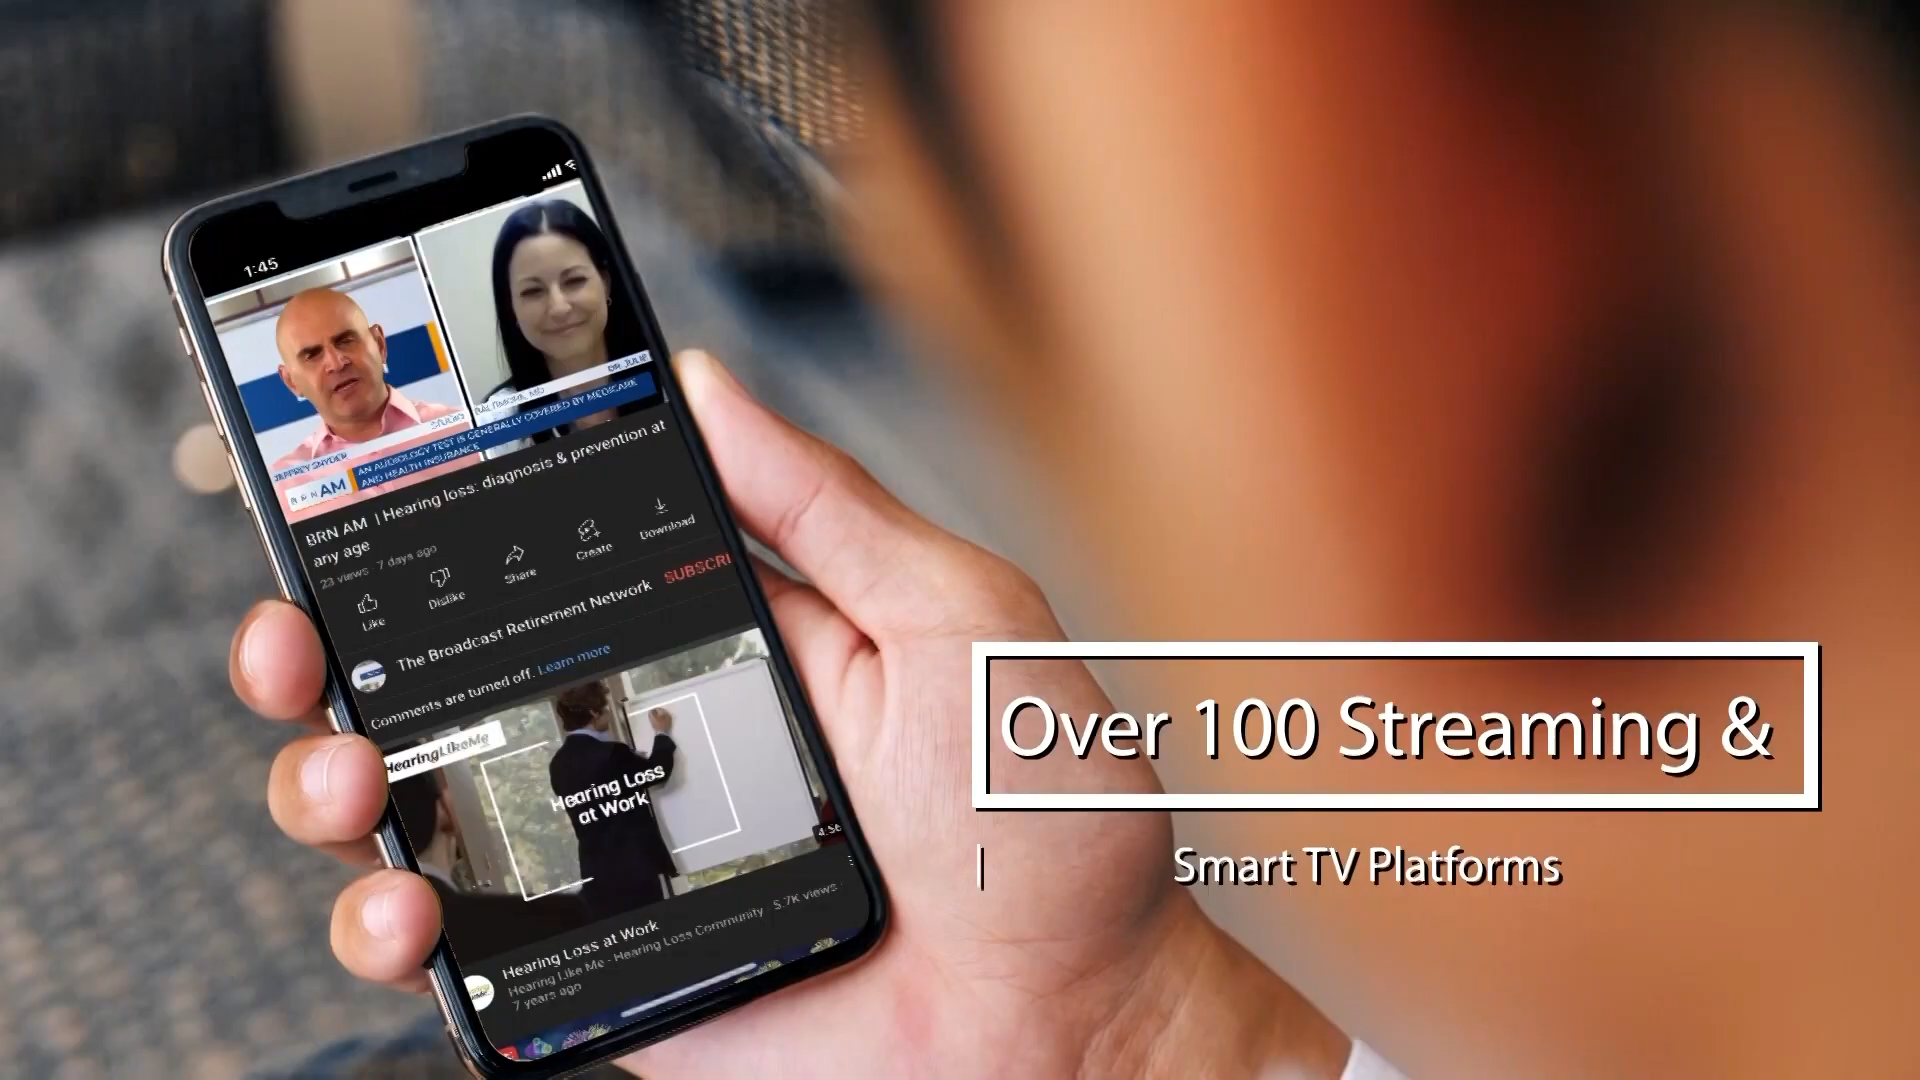 1:45
DR. JULIE
STUDIO
BALTIMORE, MD
JEFFREY SNYDER
BRN AM
AN AUDIOLOGY TEST IS GENERALLY COVERED BY MEDICARE
AND HEALTH INSURANCE
BRN AM | Hearing loss: diagnosis & prevention at
any age
23 views 7 days ago
Like
Dislike
Share
Create
Download
The Broadcast Retirement Network
SUBSCRI
Comments are turned off. Learn more
HearingLikeMe
Hearing Loss
at Work
Hearing Loss at Work
Hearing Like Me - Hearing Loss Community · 5.7K views ·
7 years ago
Over 100 Streaming &
| Smart TV Platforms